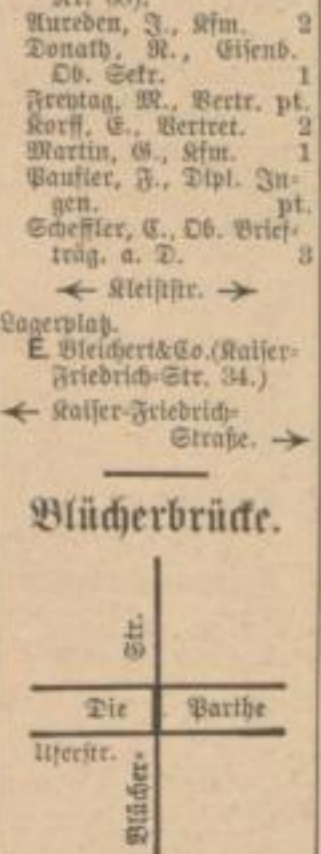 Nr. 68).
Aureden, J., Kfm. 2
Donath, R., Eisenb.
Ob. Sekr. 1
Freytag, M., Vertr. pt.
Korff, E., Vertret. 2
Martin, G., Kfm. 1
Paufler, F., Dipl. In-
gen. pt.
Scheffler, C., Ob. Brief-
träg. a. D. 3
← Kleiststr. →
Lagerplatz.
E. Bleichert&Co.(Kaiser-
Friedrich-Str. 34.)
← Kaiser-Friedrich-
Straße. →
Blücherbrücke.
Str.
Die Parthe
Uferstr.
Blücher-